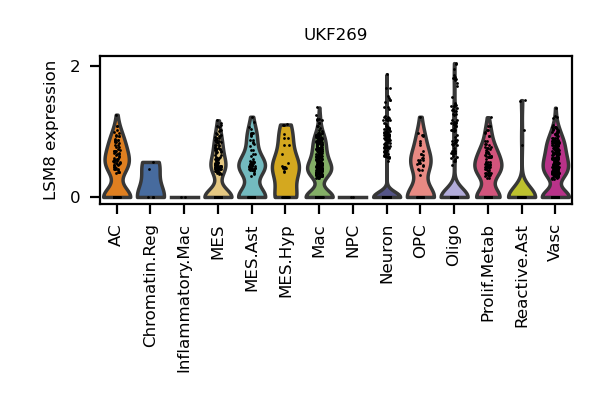 UKF269
LSM8 expression
2
0
AC
Chromatin.Reg
Inflammatory.Mac
MES
MES.Ast
MES.Hyp
Mac
NPC
Neuron
OPC
Oligo
Prolif.Metab
Reactive.Ast
Vasc